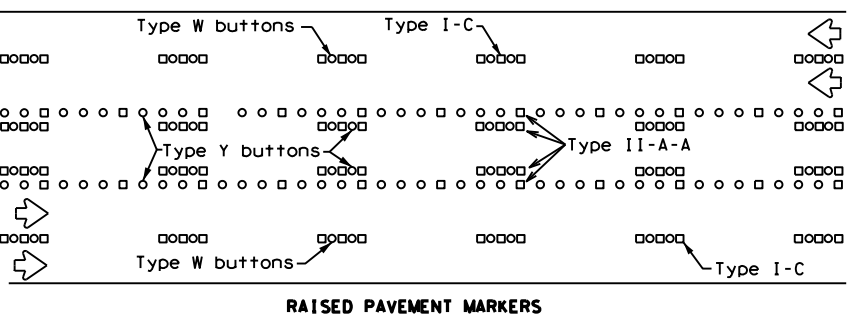 Type W buttons
Type I-C
Type Y buttons
Type II-A-A
Type W buttons
Type I-C
RAISED PAVEMENT MARKERS